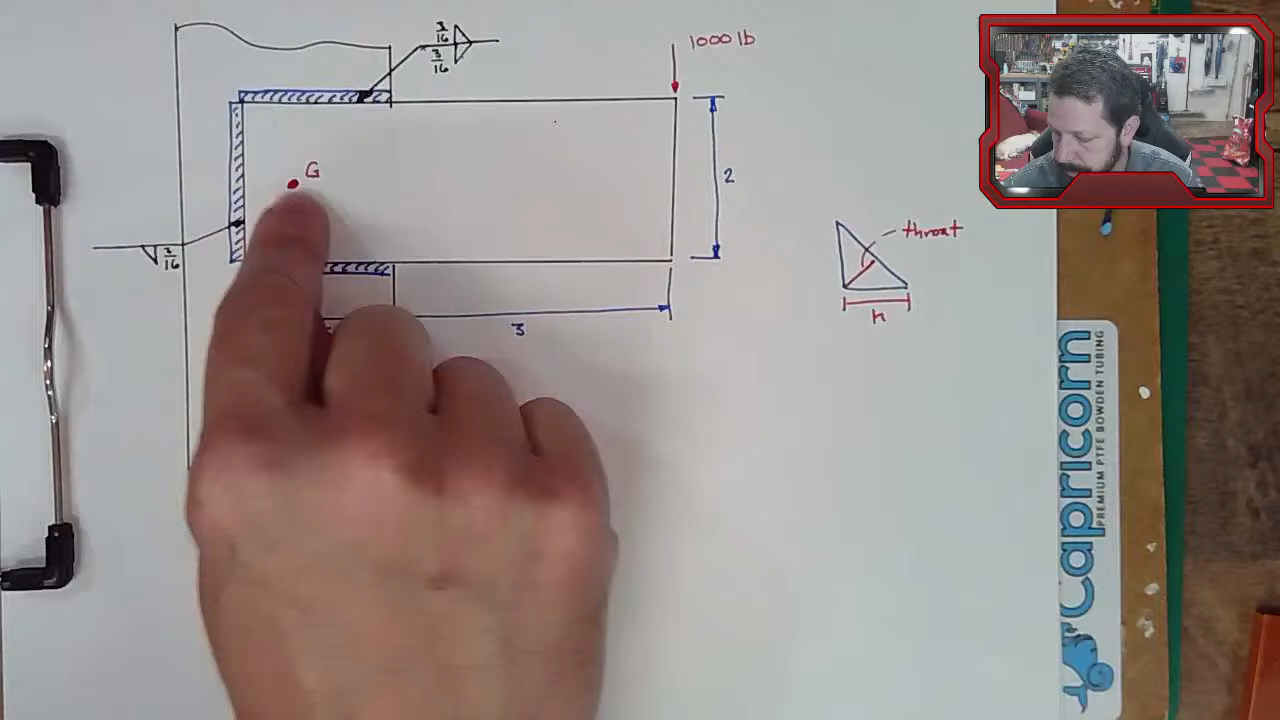 3/16
3/16
1000 lb
G
2
3/16
throat
h
3
Capricorn
PREMIUM PTFE BOWDEN TUBING